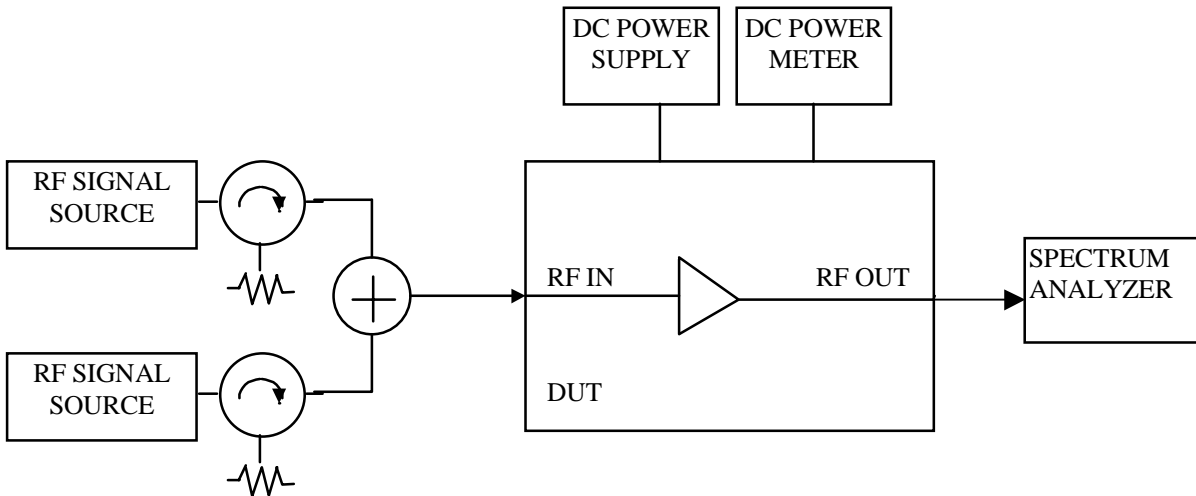 DC POWER
SUPPLY
DC POWER
METER
RF SIGNAL
SOURCE
RF IN
RF OUT
SPECTRUM
ANALYZER
RF SIGNAL
SOURCE
DUT